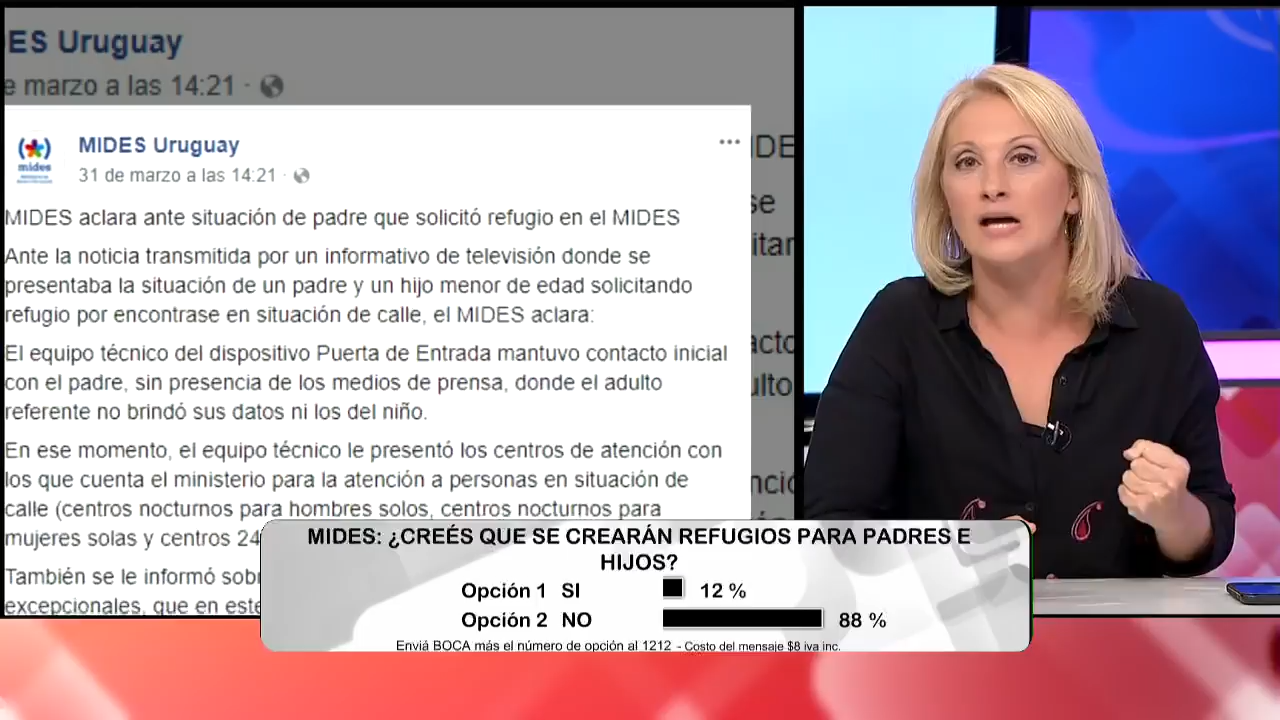 ES Uruguay
e marzo a las 14:21 ·
MIDES Uruguay
31 de marzo a las 14:21 ·
mides
MIDES aclara ante situación de padre que solicitó refugio en el MIDES
Ante la noticia transmitida por un informativo de televisión donde se
presentaba la situación de un padre y un hijo menor de edad solicitando
refugio por encontrase en situación de calle, el MIDES aclara:
El equipo técnico del dispositivo Puerta de Entrada mantuvo contacto inicial
con el padre, sin presencia de los medios de prensa, donde el adulto
referente no brindó sus datos ni los del niño.
En ese momento, el equipo técnico le presentó los centros de atención con
los que cuenta el ministerio para la atención a personas en situación de
calle (centros nocturnos para hombres solos, centros nocturnos para
mujeres solas y centros 24
También se le informó sob
excepcionales, que en este
IDE
se
itar
acto
ulto
nció
MIDES: ¿CREÉS QUE SE CREARÁN REFUGIOS PARA PADRES E
HIJOS?
Opción 1 SI 12 %
Opción 2 NO 88 %
Enviá BOCA más el número de opción al 1212 - Costo del mensaje $8 iva inc.